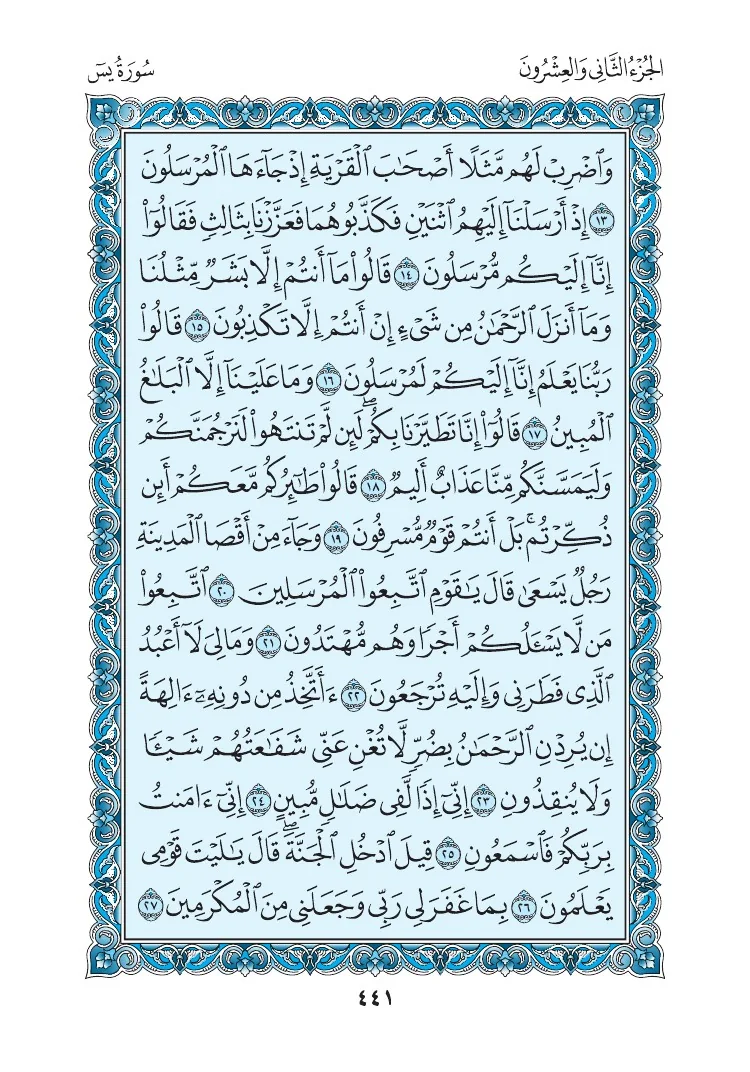 الجُزْءُ الثَّانِي وَالعِشْرُونَ
سُورَةُ يسٓ
وَٱضْرِبْ لَهُم مَّثَلًا أَصْحَٰبَ ٱلْقَرْيَةِ إِذْ جَآءَهَا ٱلْمُرْسَلُونَ
١٣ إِذْ أَرْسَلْنَآ إِلَيْهِمُ ٱثْنَيْنِ فَكَذَّبُوهُمَا فَعَزَّزْنَا بِثَالِثٍ فَقَالُوٓا۟
إِنَّآ إِلَيْكُم مُّرْسَلُونَ ١٤ قَالُوا۟ مَآ أَنتُمْ إِلَّا بَشَرٌ مِّثْلُنَا
وَمَآ أَنزَلَ ٱلرَّحْمَٰنُ مِن شَىْءٍ إِنْ أَنتُمْ إِلَّا تَكْذِبُونَ ١٥ قَالُوا۟
رَبُّنَا يَعْلَمُ إِنَّآ إِلَيْكُمْ لَمُرْسَلُونَ ١٦ وَمَا عَلَيْنَآ إِلَّا ٱلْبَلَٰغُ
ٱلْمُبِينُ ١٧ قَالُوٓا۟ إِنَّا تَطَيَّرْنَا بِكُمْ ۖ لَئِن لَّمْ تَنتَهُوا۟ لَنَرْجُمَنَّكُمْ
وَلَيَمَسَّنَّكُم مِّنَّا عَذَابٌ أَلِيمٌ ١٨ قَالُوا۟ طَٰٓئِرُكُم مَّعَكُمْ أَئِن
ذُكِّرْتُم ۚ بَلْ أَنتُمْ قَوْمٌ مُّسْرِفُونَ ١٩ وَجَآءَ مِنْ أَقْصَا ٱلْمَدِينَةِ
رَجُلٌ يَسْعَىٰ قَالَ يَٰقَوْمِ ٱتَّبِعُوا۟ ٱلْمُرْسَلِينَ ٢٠ ٱتَّبِعُوا۟
مَن لَّا يَسْـَٔلُكُمْ أَجْرًا وَهُم مُّهْتَدُونَ ٢١ وَمَا لِىَ لَآ أَعْبُدُ
ٱلَّذِى فَطَرَنِى وَإِلَيْهِ تُرْجَعُونَ ٢٢ ءَأَتَّخِذُ مِن دُونِهِۦٓ ءَالِهَةً
إِن يُرِدْنِ ٱلرَّحْمَٰنُ بِضُرٍّ لَّا تُغْنِ عَنِّى شَفَٰعَتُهُمْ شَيْـًٔا
وَلَا يُنقِذُونِ ٢٣ إِنِّىٓ إِذًا لَّفِى ضَلَٰلٍ مُّبِينٍ ٢٤ إِنِّىٓ ءَامَنتُ
بِرَبِّكُمْ فَٱسْمَعُونِ ٢٥ قِيلَ ٱدْخُلِ ٱلْجَنَّةَ ۖ قَالَ يَٰلَيْتَ قَوْمِى
يَعْلَمُونَ ٢٦ بِمَا غَفَرَ لِى رَبِّى وَجَعَلَنِى مِنَ ٱلْمُكْرَمِينَ ٢٧
٤٤١